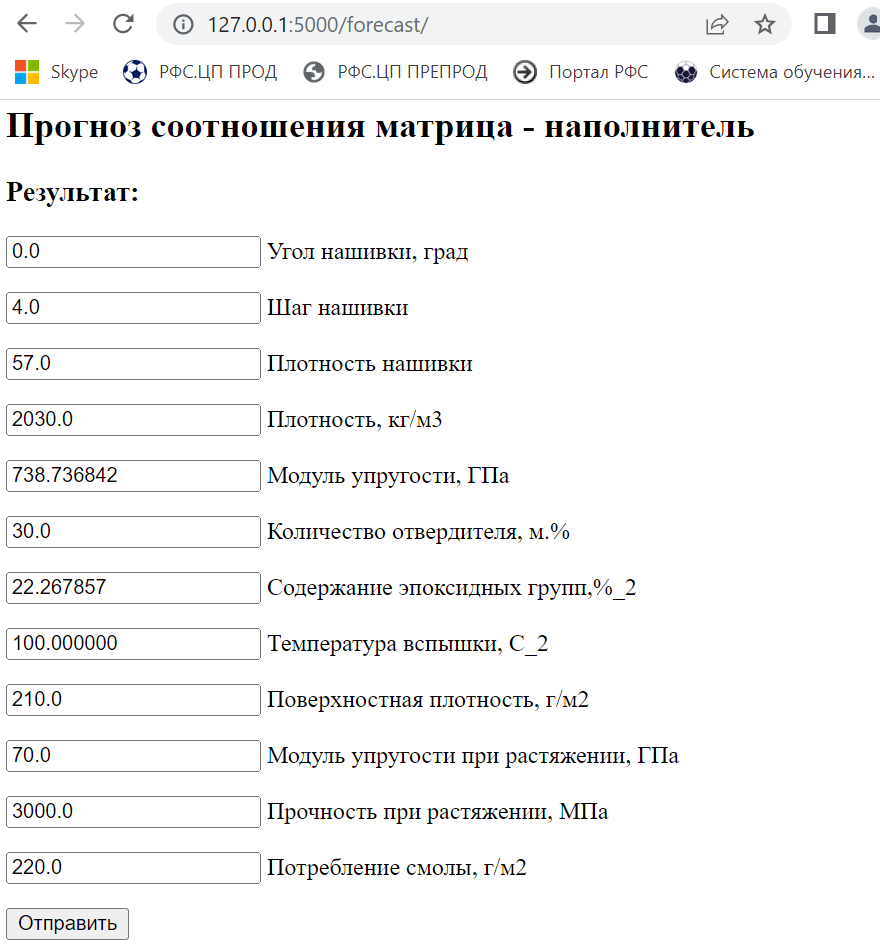 127.0.0.1:5000/forecast/
Skype РФС.ЦП ПРОД РФС.ЦП ПРЕПРОД Портал РФС Система обучения...
Прогноз соотношения матрица - наполнитель
Результат:
0.0 Угол нашивки, град
4.0 Шаг нашивки
57.0 Плотность нашивки
2030.0 Плотность, кг/м3
738.736842 Модуль упругости, ГПа
30.0 Количество отвердителя, м.%
22.267857 Содержание эпоксидных групп,%_2
100.000000 Температура вспышки, С_2
210.0 Поверхностная плотность, г/м2
70.0 Модуль упругости при растяжении, ГПа
3000.0 Прочность при растяжении, МПа
220.0 Потребление смолы, г/м2
Отправить